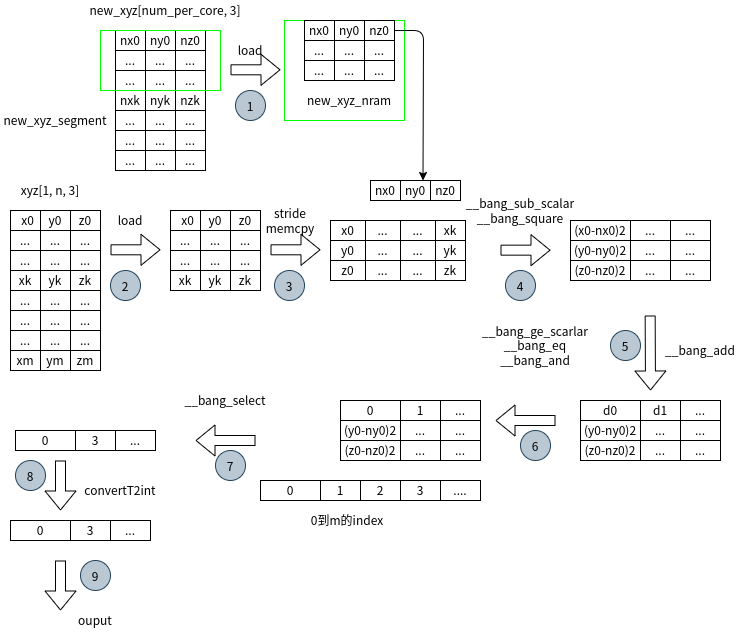 new_xyz[num_per_core, 3]
nx0 ny0 nz0
... ... ...
... ... ...
nxk nyk nzk
... ... ...
... ... ...
... ... ...
new_xyz_segment
load
1
nx0 ny0 nz0
... ... ...
... ... ...
new_xyz_nram
nx0 ny0 nz0
xyz[1, n, 3]
x0 y0 z0
... ... ...
... ... ...
xk yk zk
... ... ...
... ... ...
... ... ...
xm ym zm
load
2
x0 y0 z0
... ... ...
... ... ...
xk yk zk
stride
memcpy
3
x0 ... ... xk
y0 ... ... yk
z0 ... ... zk
__bang_sub_scalar
__bang_square
4
(x0-nx0)2 ... ...
(y0-ny0)2 ... ...
(z0-nz0)2 ... ...
5
__bang_add
d0 d1 ...
(y0-ny0)2 ... ...
(z0-nz0)2 ... ...
__bang_ge_scarlar
__bang_eq
__bang_and
6
0 1 ...
(y0-ny0)2 ... ...
(z0-nz0)2 ... ...
0 1 2 3 ....
0到m的index
__bang_select
7
0 3 ...
8
convertT2int
0 3 ...
9
ouput